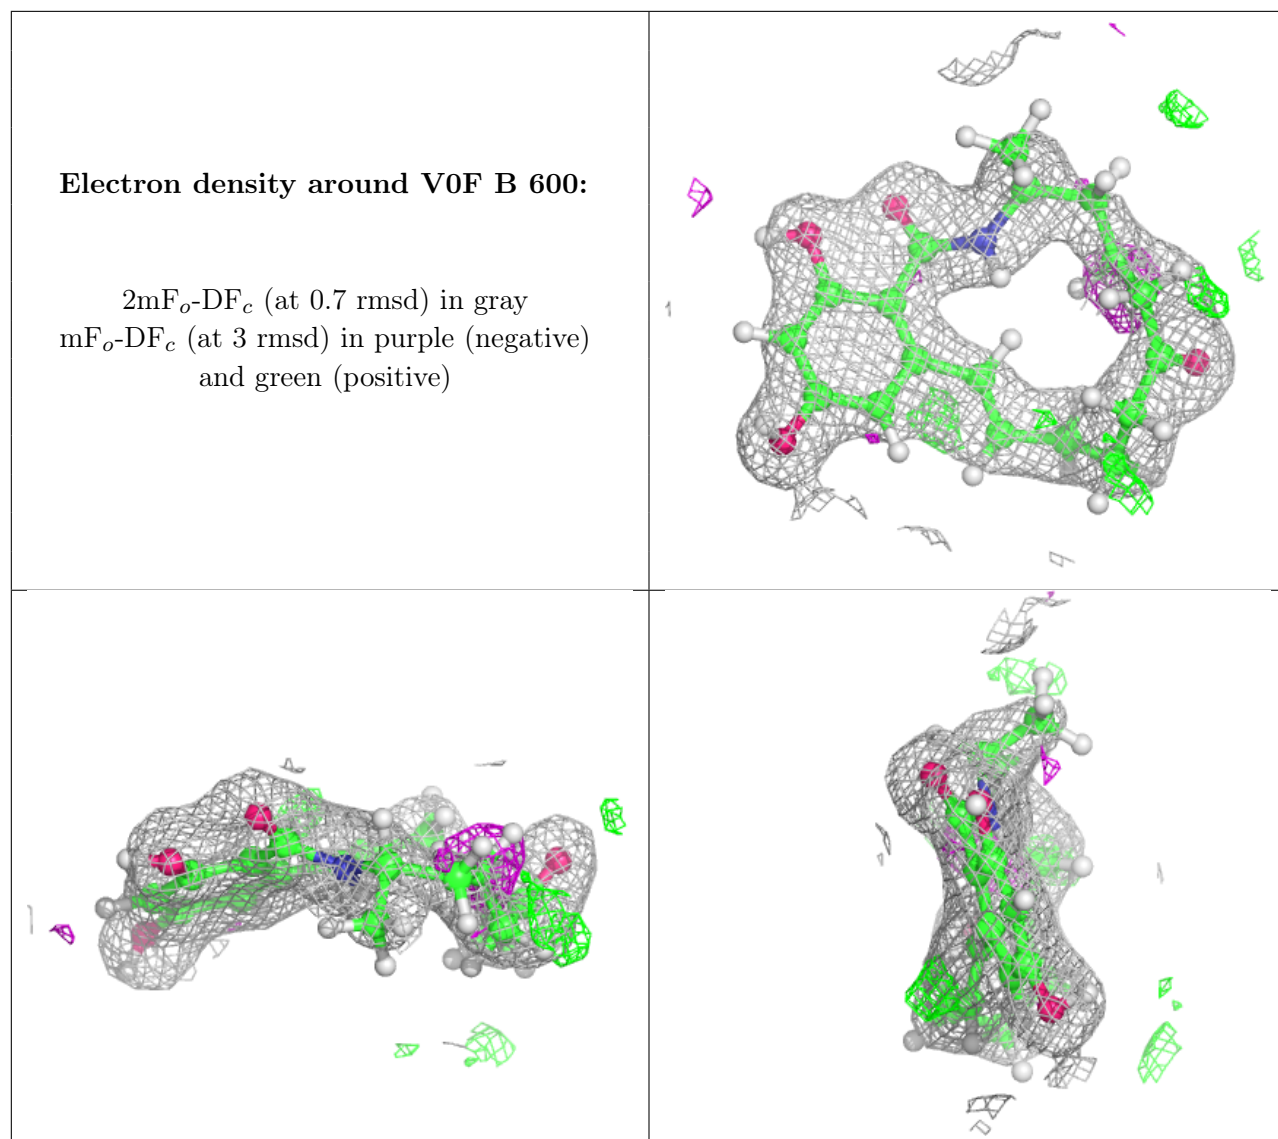 Electron density around V0F B 600:
2mFo-DFc (at 0.7 rmsd) in gray
mFo-DFc (at 3 rmsd) in purple (negative)
and green (positive)